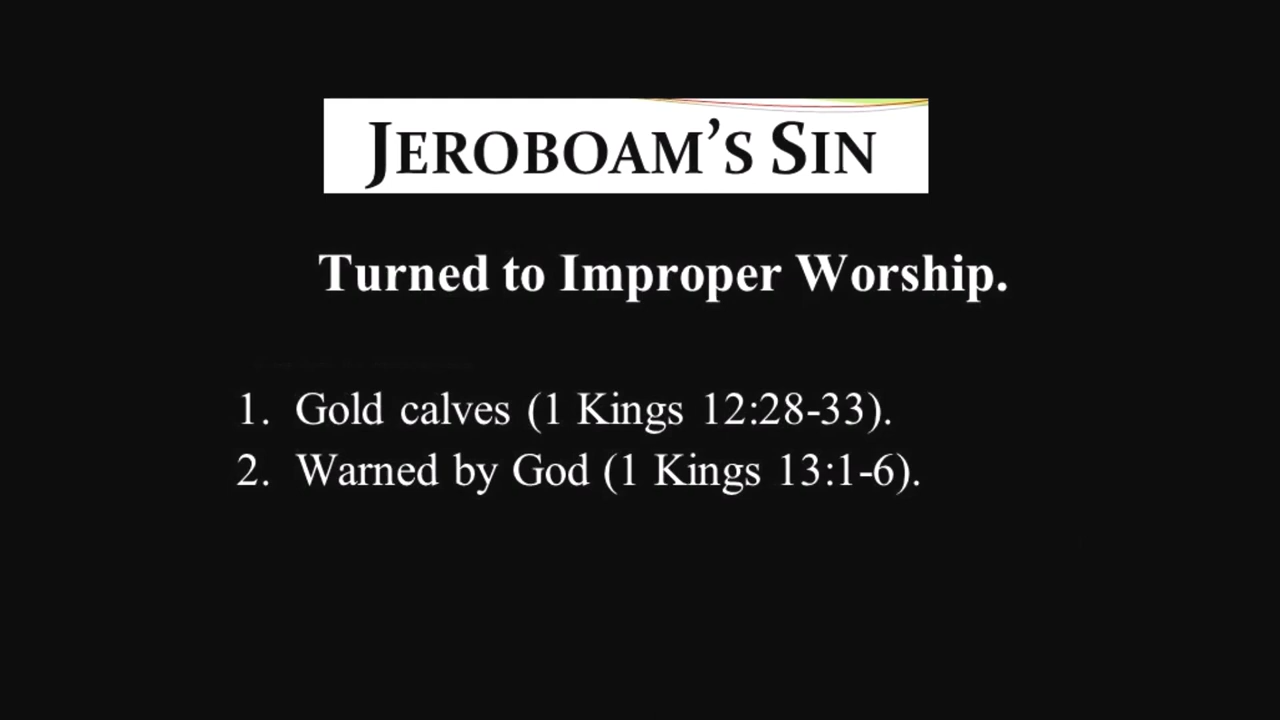 JEROBOAM'S SIN
Turned to Improper Worship.
1. Gold calves (1 Kings 12:28-33).
2. Warned by God (1 Kings 13:1-6).